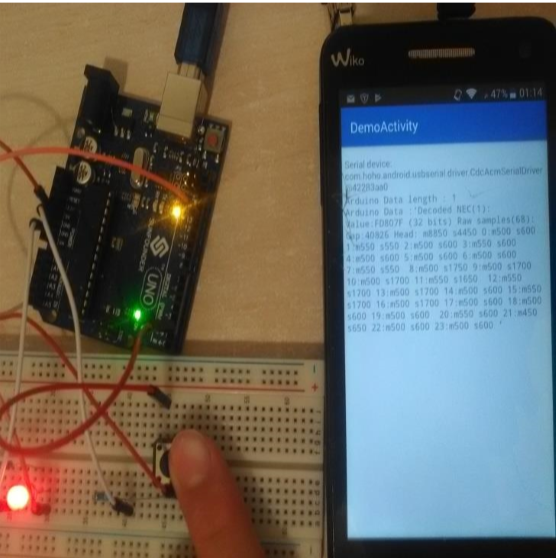 Wiko
47% 01:14
DemoActivity
Serial device:
com.hoho.android.usbserial.driver.CdcAcmSerialDriver
Arduino Data length : 1
Arduino Data :'Decoded NEC(1):
Value:FD807F (32 bits) Raw samples(68):
Gap:40826 Head: m8850 s4450 0:m500 s600
1:m550 s550 2:m500 s600 3:m550 s600
4:m500 s600 5:m500 s600 6:m500 s600
7:m550 s550 8:m500 s1750 9:m500 s1700
10:m500 s1700 11:m550 s1650 12:m550
s1700 13:m500 s1700 14:m500 s600 15:m550
s1700 16:m500 s1700 17:m500 s600 18:m500
s600 19:m500 s600 20:m550 s600 21:m450
s650 22:m500 s600 23:m500 s600 '
UNO